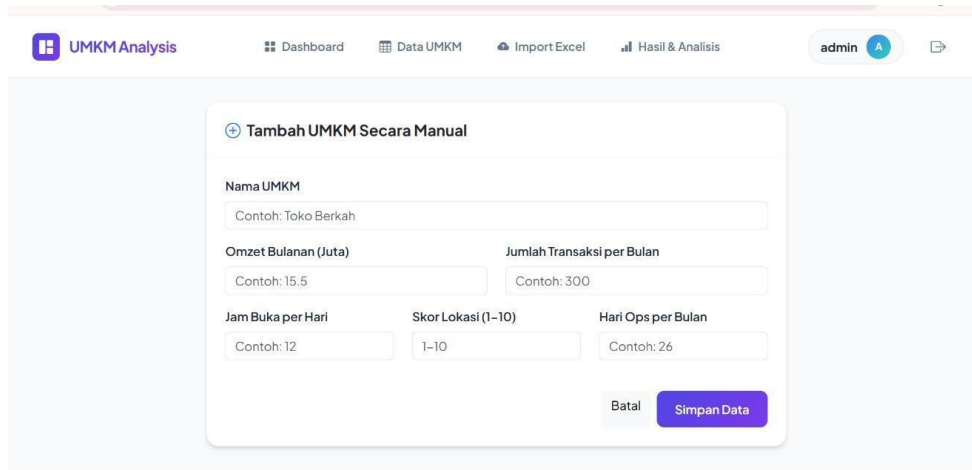 UMKM Analysis Dashboard Data UMKM Import Excel Hasil & Analisis admin A
Tambah UMKM Secara Manual
Nama UMKM
Contoh: Toko Berkah
Omzet Bulanan (Juta) Jumlah Transaksi per Bulan
Contoh: 15.5 Contoh: 300
Jam Buka per Hari Skor Lokasi (1–10) Hari Ops per Bulan
Contoh: 12 1–10 Contoh: 26
Batal Simpan Data